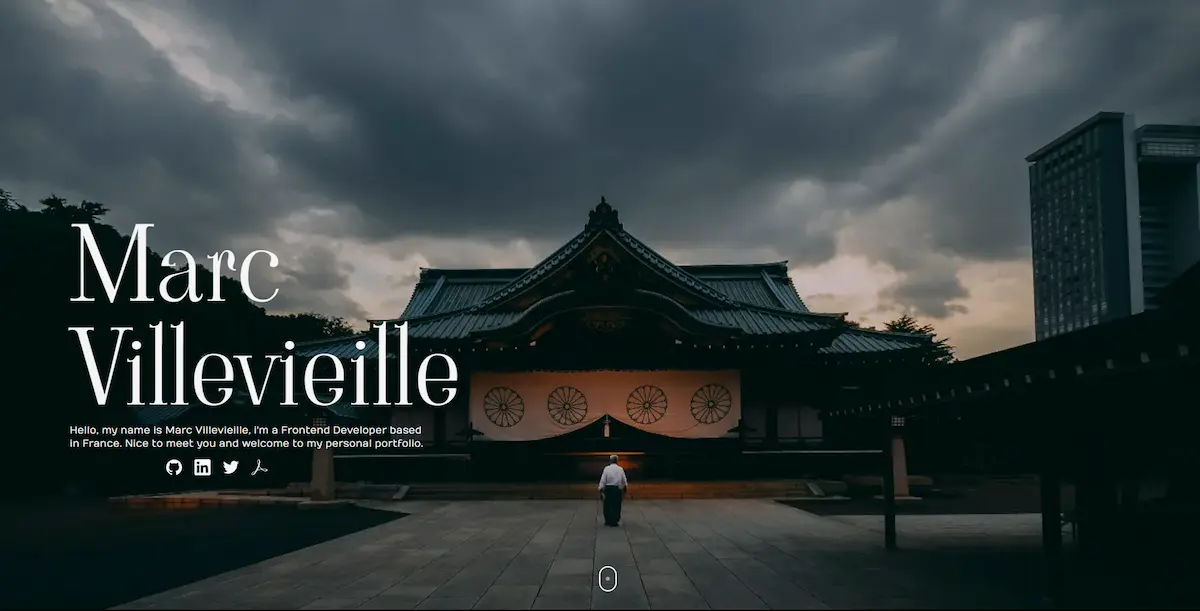 Marc
Villevieille
Hello, my name is Marc Villevieille, I'm a Frontend Developer based
in France. Nice to meet you and welcome to my personal portfolio.
in